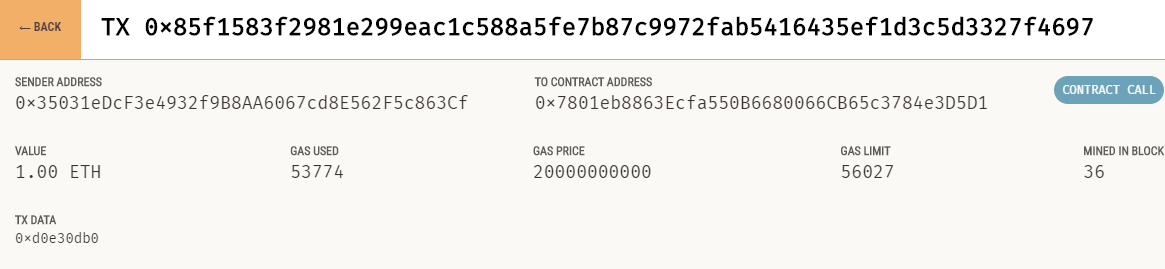 ← BACK
TX 0×85f1583f2981e299eac1c588a5fe7b87c9972fab5416435ef1d3c5d3327f4697
SENDER ADDRESS
0×35031eDcF3e4932f9B8AA6067cd8E562F5c863Cf
TO CONTRACT ADDRESS
0×7801eb8863Ecfa550B6680066CB65c3784e3D5D1
CONTRACT CALL
VALUE
1.00 ETH
GAS USED
53774
GAS PRICE
20000000000
GAS LIMIT
56027
MINED IN BLOCK
36
TX DATA
0×d0e30db0